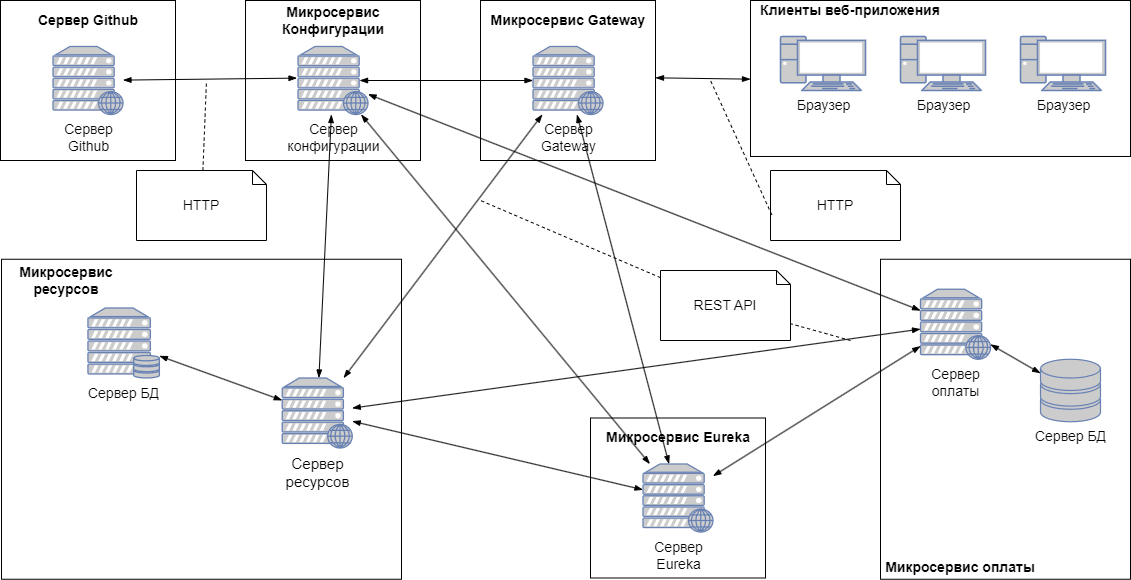 Сервер Github
Сервер
Github
Микросервис
Конфигурации
Сервер
конфигурации
Микросервис Gateway
Сервер
Gateway
Клиенты веб-приложения
Браузер
Браузер
Браузер
HTTP
HTTP
Микросервис
ресурсов
Сервер БД
Сервер
ресурсов
REST API
Микросервис Eureka
Сервер
Eureka
Сервер
оплаты
Сервер БД
Микросервис оплаты